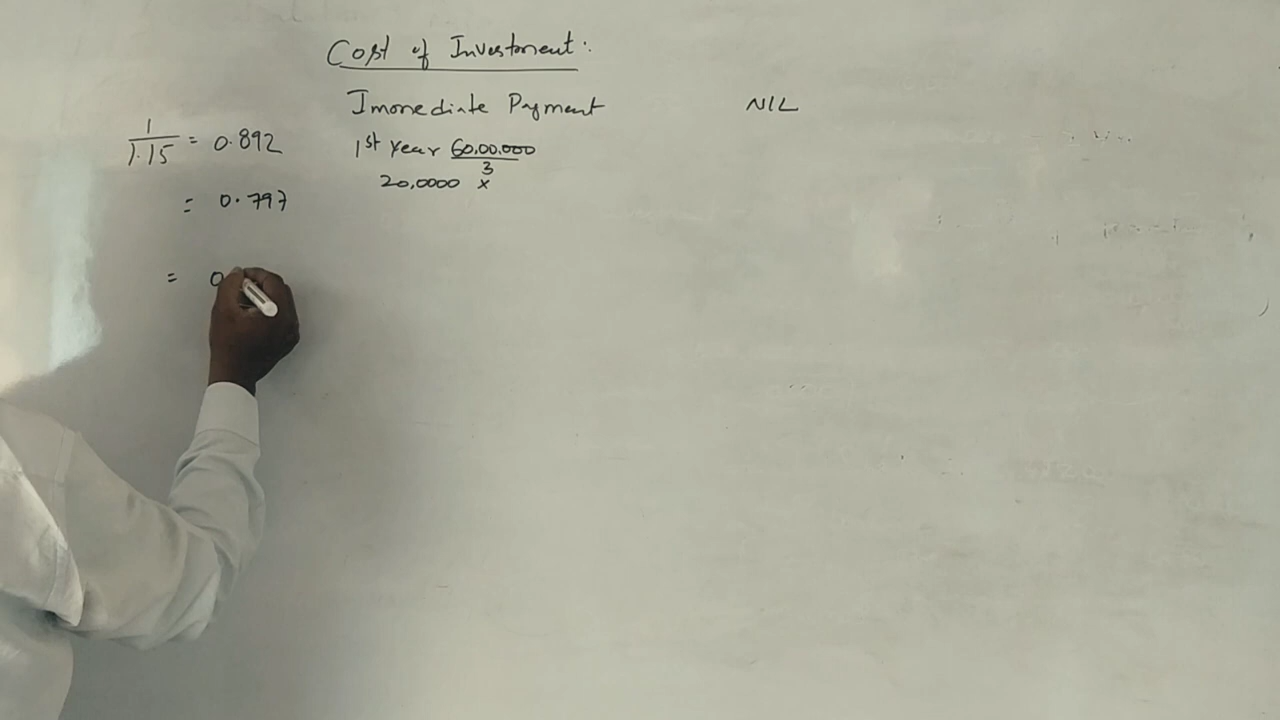 Cost of Investment:
Immediate Payment NIL
1/1.15 = 0.892
1st year 60,00,000/3
20,0000 x
= 0.797
= 0